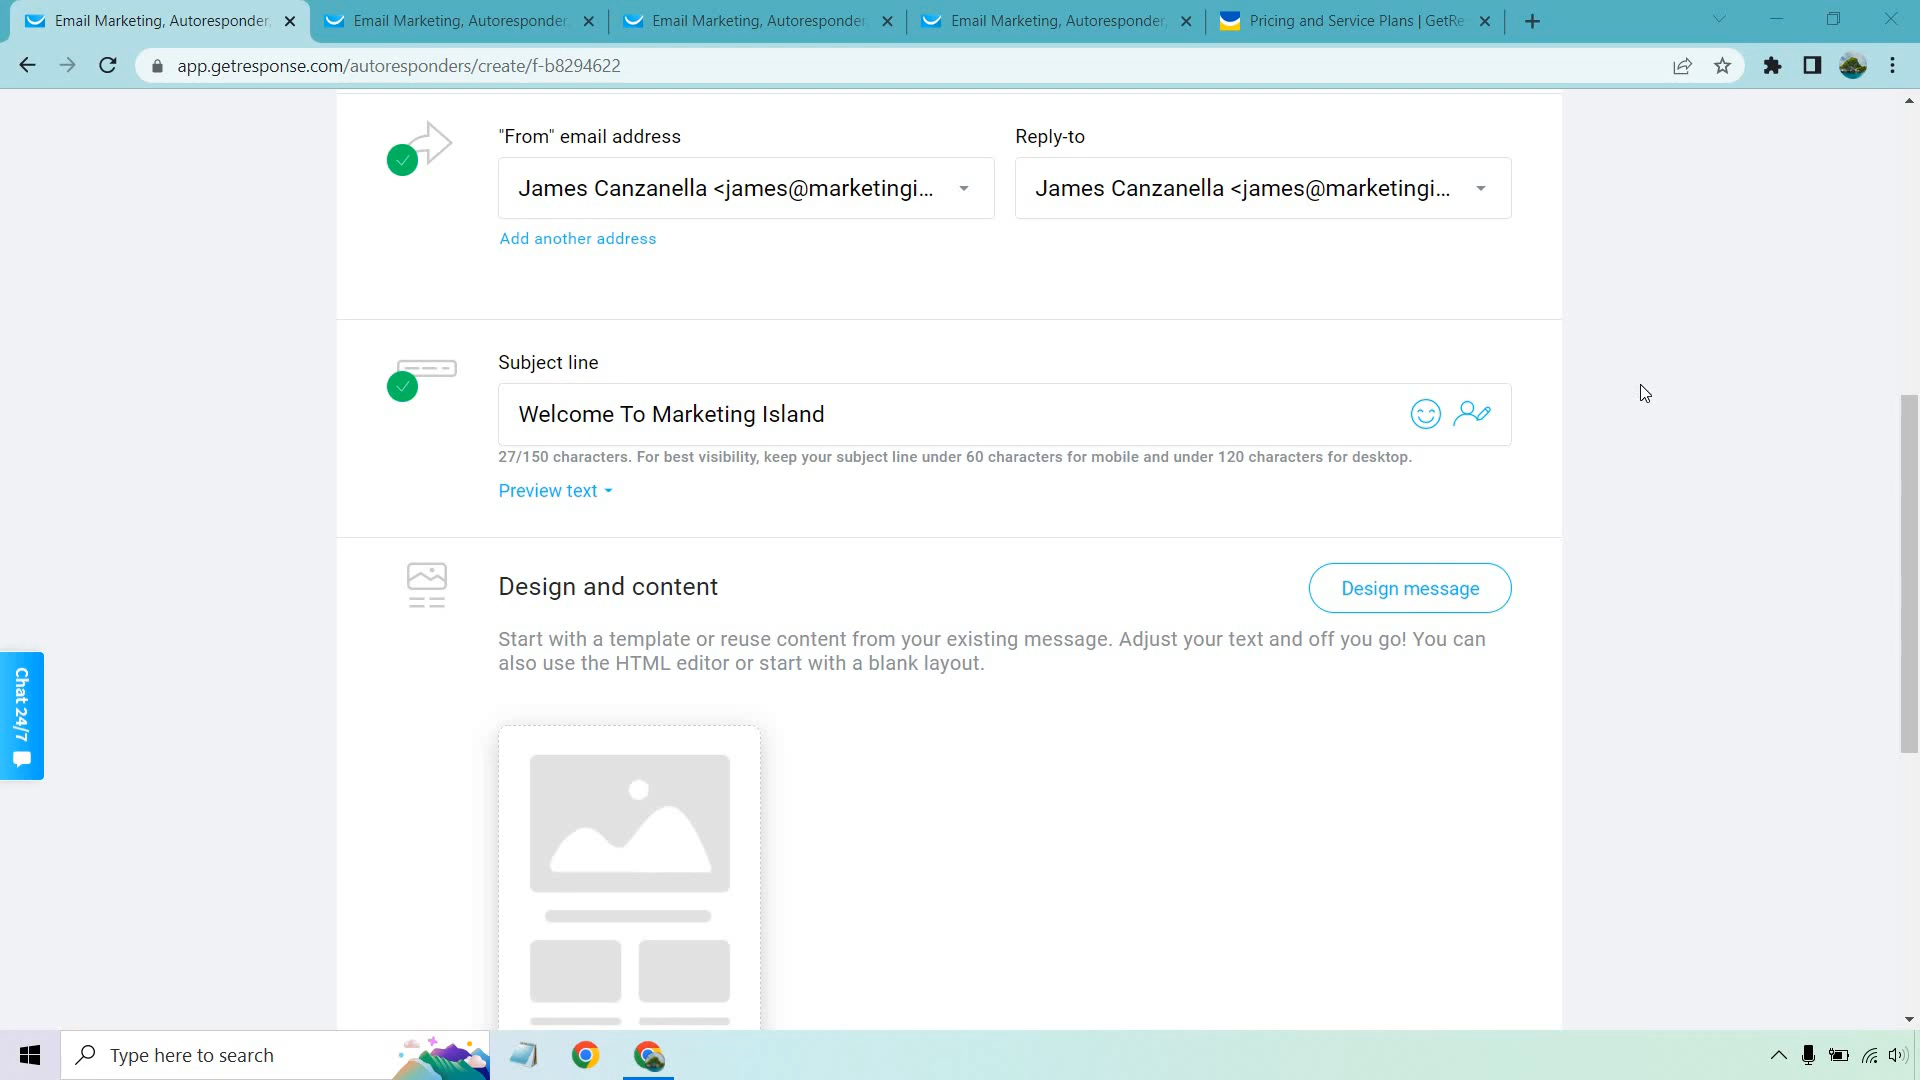 Email Marketing, Autoresponder,
Email Marketing, Autoresponder,
Email Marketing, Autoresponder,
Email Marketing, Autoresponder,
Pricing and Service Plans | GetRe
app.getresponse.com/autoresponders/create/f-b8294622
"From" email address
Reply-to
James Canzanella <james@marketingi...
James Canzanella <james@marketingi...
Add another address
Subject line
Welcome To Marketing Island
27/150 characters. For best visibility, keep your subject line under 60 characters for mobile and under 120 characters for desktop.
Preview text
Design and content
Design message
Start with a template or reuse content from your existing message. Adjust your text and off you go! You can
also use the HTML editor or start with a blank layout.
Chat 24/7
Type here to search